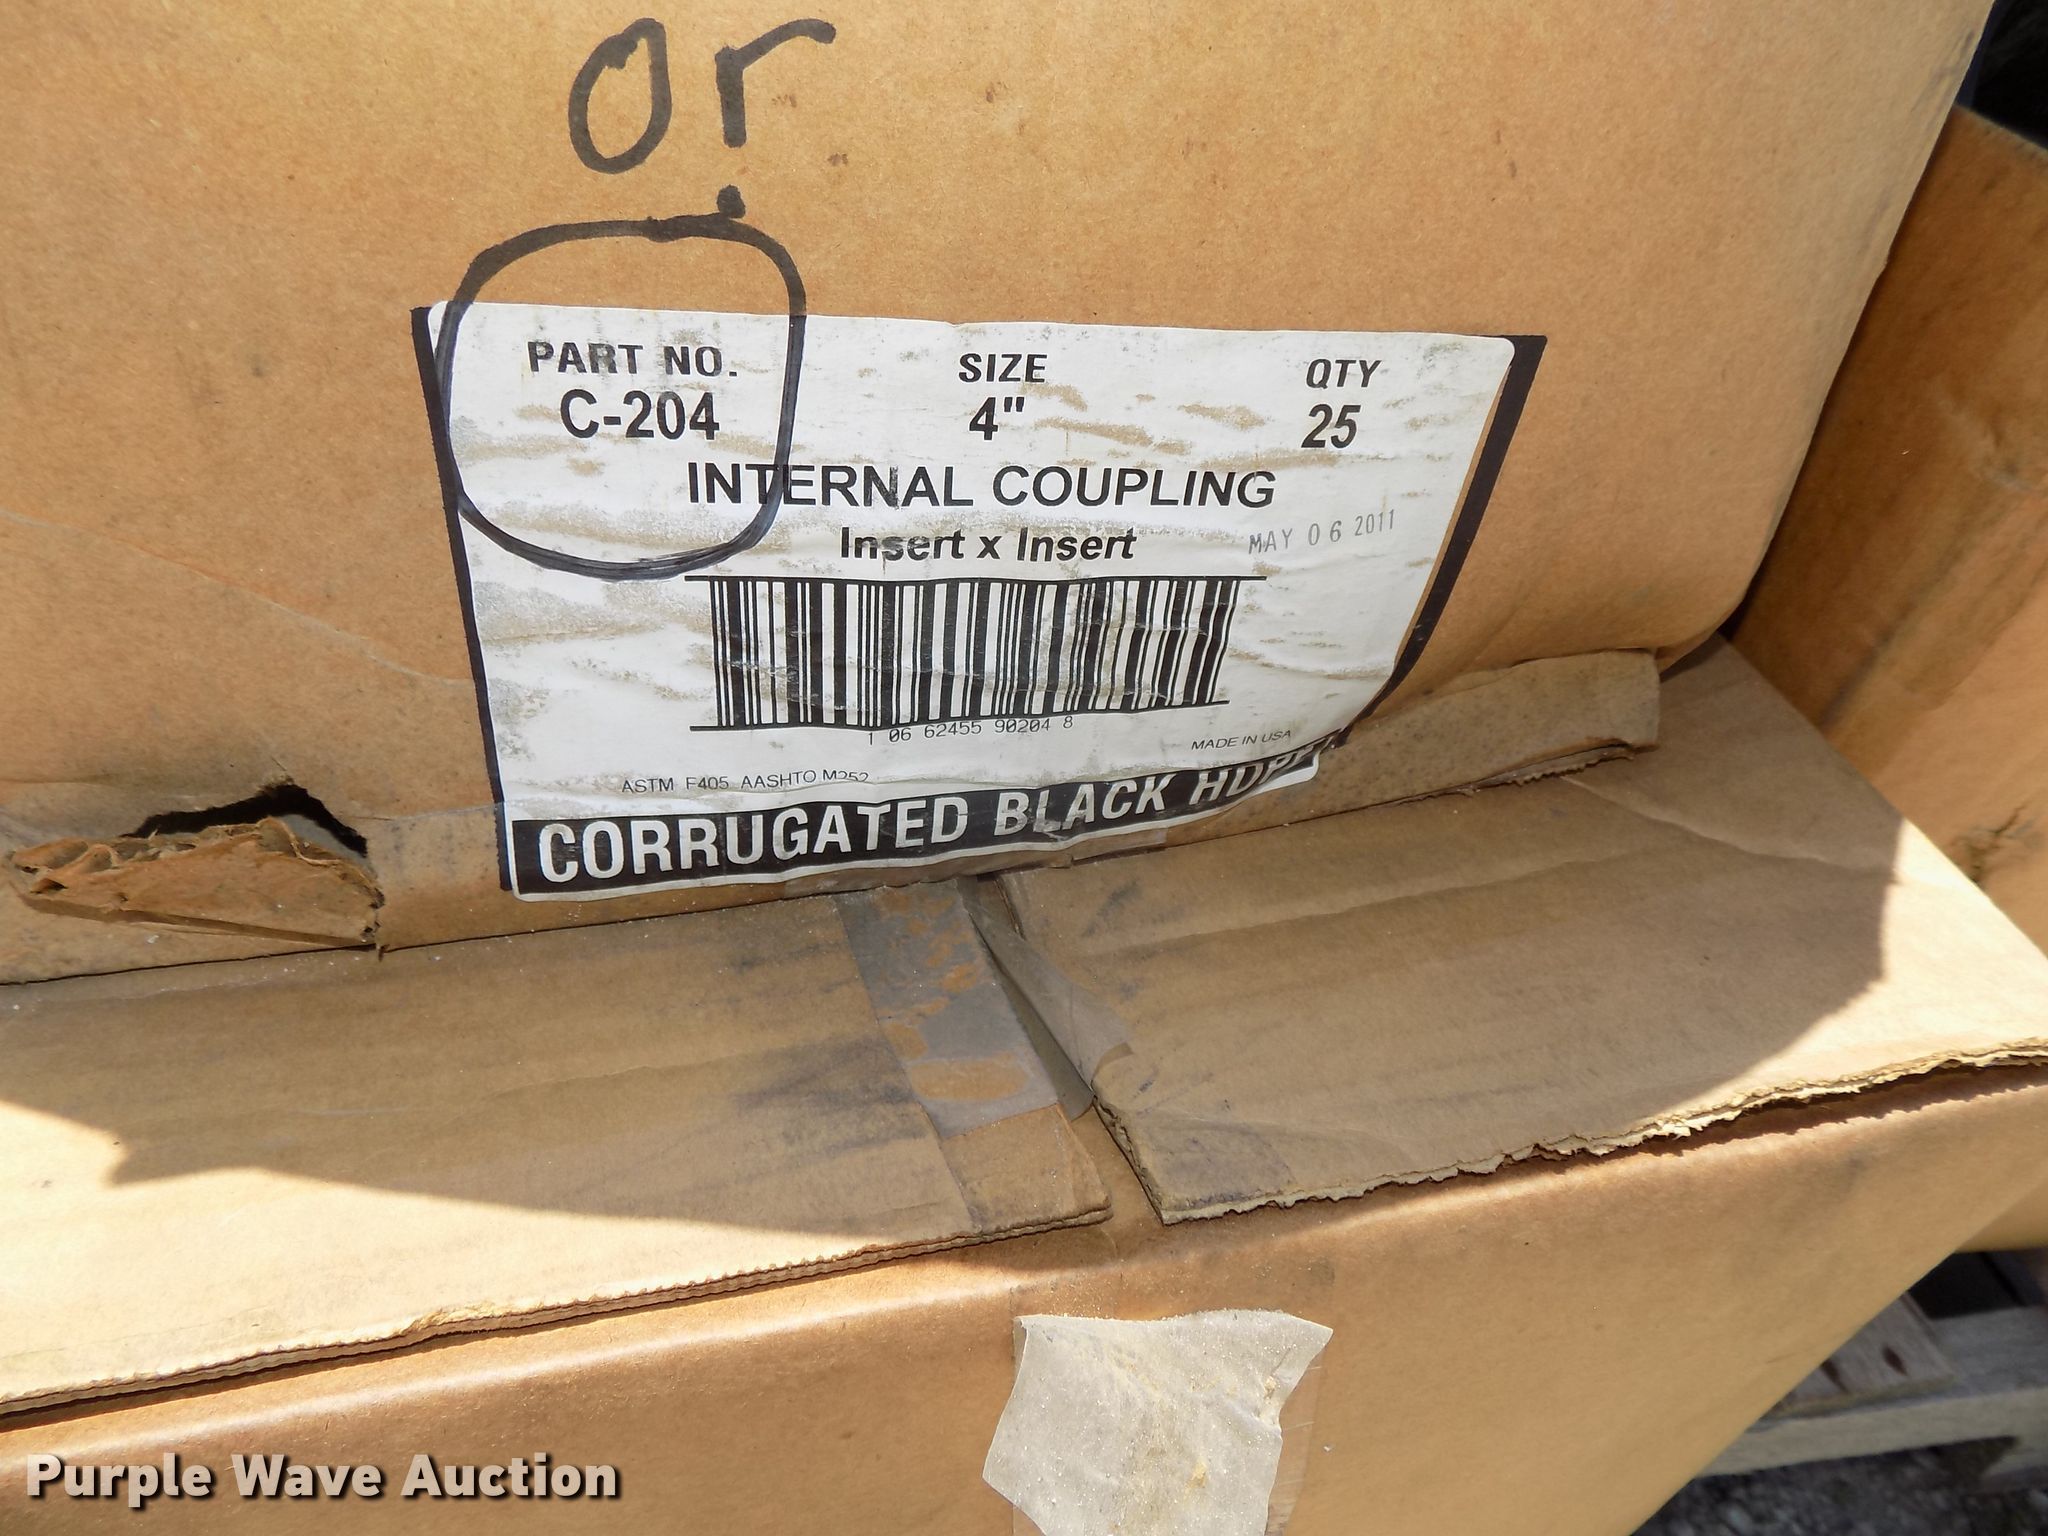 or
PART NO. SIZE QTY
C-204 4" 25
INTERNAL COUPLING
Insert x Insert
MAY 06 2011
1 06 62455 90204 8
MADE IN USA
ASTM F405 AASHTO M252
CORRUGATED BLACK HDPE
Purple Wave Auction